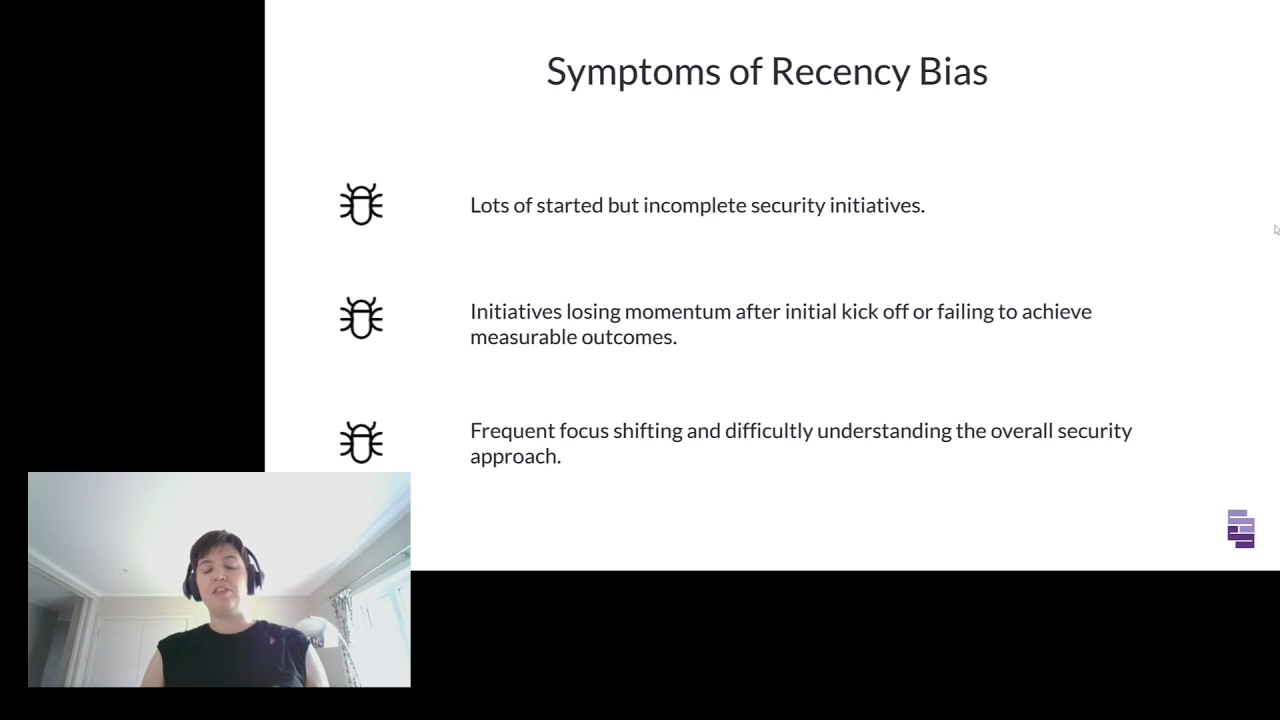 Symptoms of Recency Bias
Lots of started but incomplete security initiatives.
Initiatives losing momentum after initial kick off or failing to achieve
measurable outcomes.
Frequent focus shifting and difficultly understanding the overall security
approach.